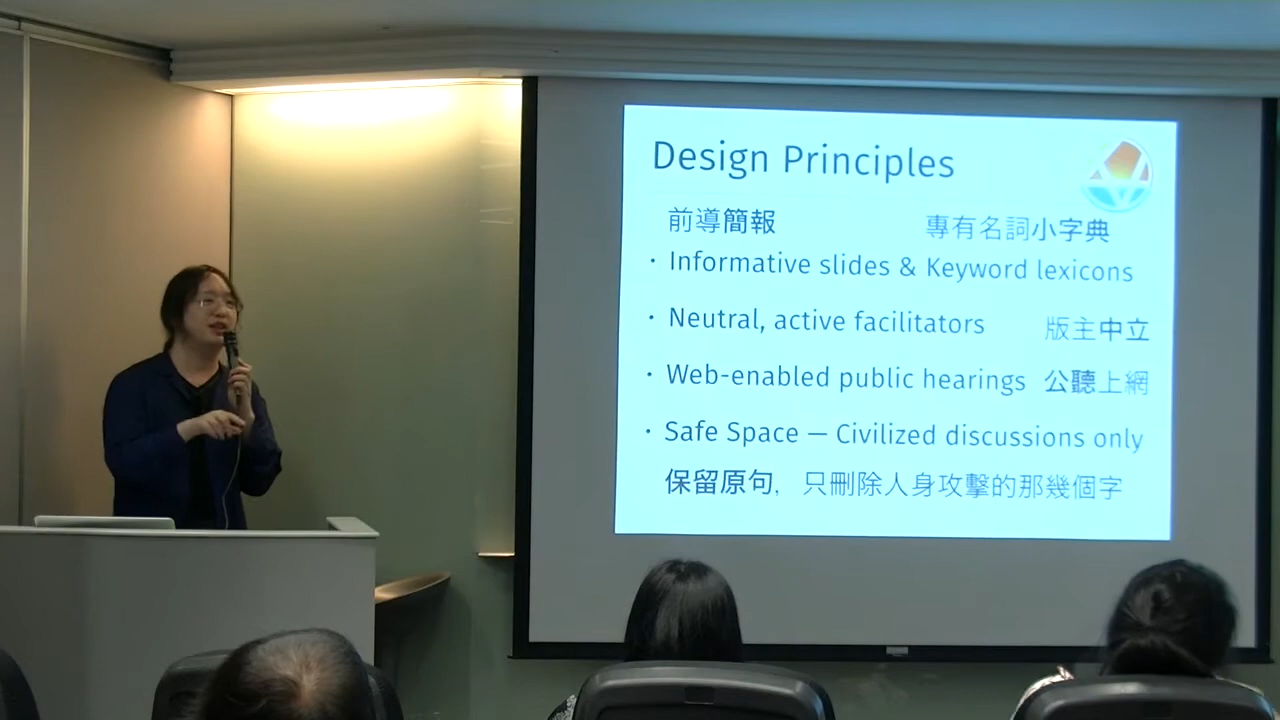 Design Principles
前導簡報 專有名詞小字典
· Informative slides & Keyword lexicons
· Neutral, active facilitators 版主中立
· Web-enabled public hearings 公聽上網
· Safe Space — Civilized discussions only
保留原句，只刪除人身攻擊的那幾個字